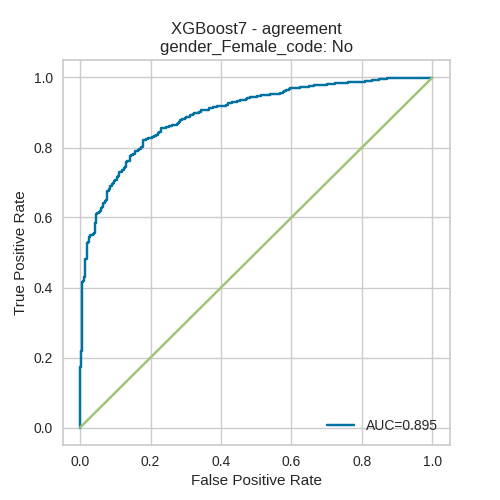 XGBoost7 - agreement
gender_Female_code: No
True Positive Rate
1.0
0.8
0.6
0.4
0.2
0.0
AUC=0.895
0.0 0.2 0.4 0.6 0.8 1.0
False Positive Rate